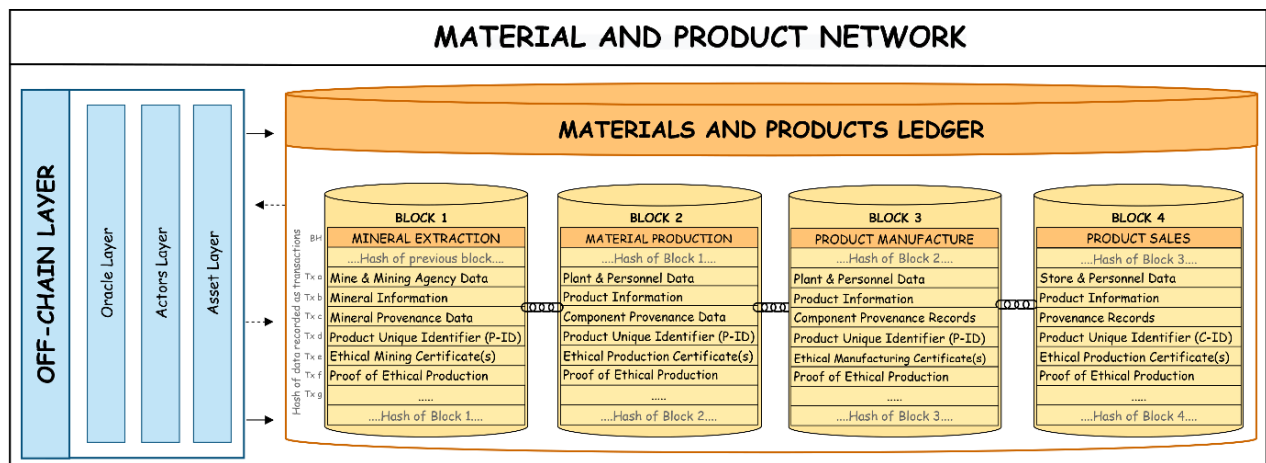 MATERIAL AND PRODUCT NETWORK
OFF-CHAIN LAYER
Oracle Layer
Actors Layer
Asset Layer
MATERIALS AND PRODUCTS LEDGER
Hash of data recorded as transactions
BH
Tx a
Tx b
Tx c
Tx d
Tx e
Tx f
Tx g
BLOCK 1
MINERAL EXTRACTION
....Hash of previous block....
Mine & Mining Agency Data
Mineral Information
Mineral Provenance Data
Product Unique Identifier (P-ID)
Ethical Mining Certificate(s)
Proof of Ethical Production
.....
....Hash of Block 1....
BLOCK 2
MATERIAL PRODUCTION
....Hash of Block 1....
Plant & Personnel Data
Product Information
Component Provenance Data
Product Unique Identifier (P-ID)
Ethical Production Certificate(s)
Proof of Ethical Production
.....
....Hash of Block 2....
BLOCK 3
PRODUCT MANUFACTURE
....Hash of Block 2....
Plant & Personnel Data
Product Information
Component Provenance Records
Product Unique Identifier (P-ID)
Ethical Manufacturing Certificate(s)
Proof of Ethical Production
.....
....Hash of Block 3....
BLOCK 4
PRODUCT SALES
....Hash of Block 3....
Store & Personnel Data
Product Information
Provenance Records
Product Unique Identifier (C-ID)
Ethical Production Certificate(s)
Proof of Ethical Production
.....
....Hash of Block 4....